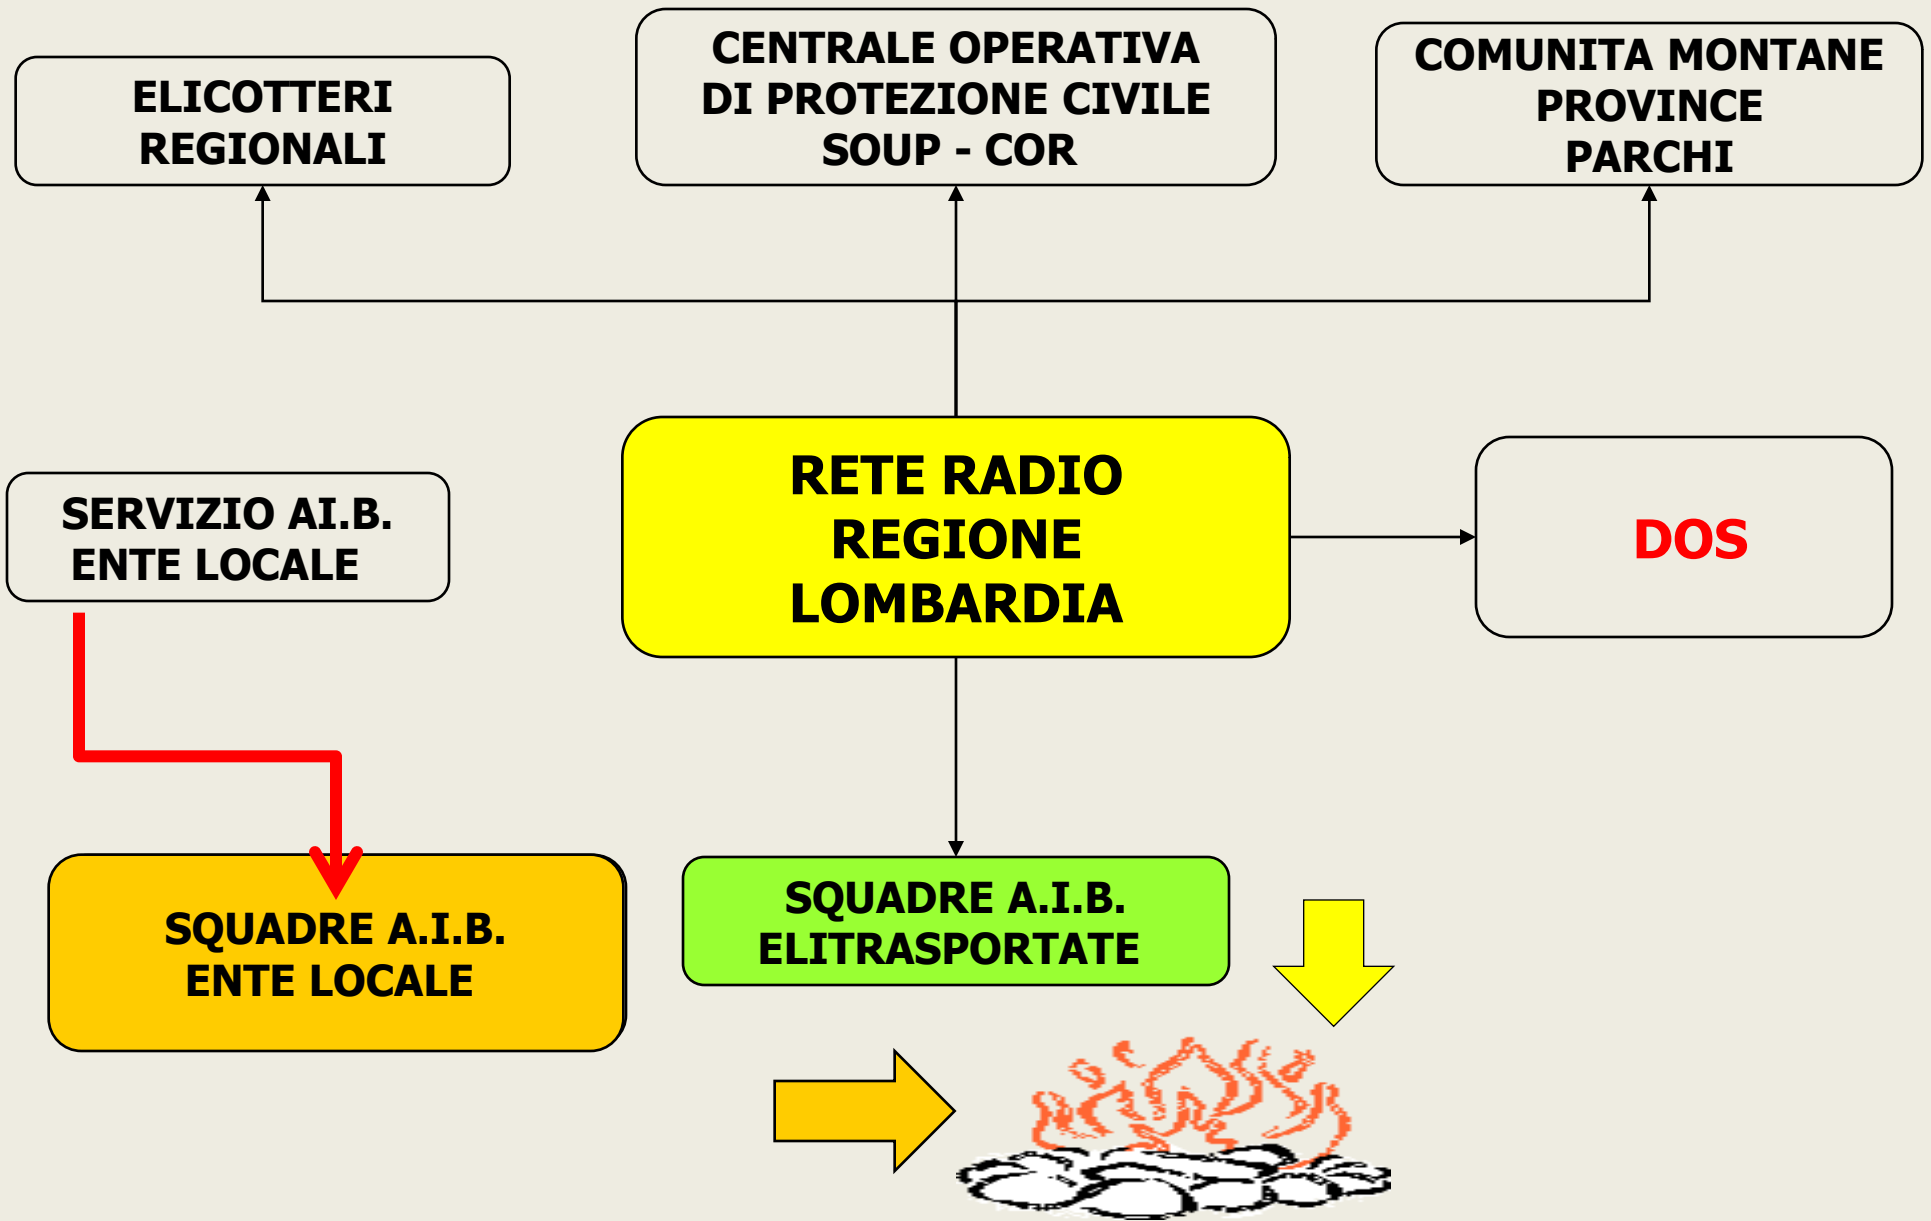 ELICOTTERI
REGIONALI
CENTRALE OPERATIVA
DI PROTEZIONE CIVILE
SOUP - COR
COMUNITA MONTANE
PROVINCE
PARCHI
SERVIZIO AI.B.
ENTE LOCALE
RETE RADIO
REGIONE
LOMBARDIA
DOS
SQUADRE A.I.B.
ENTE LOCALE
SQUADRE A.I.B.
ELITRASPORTATE